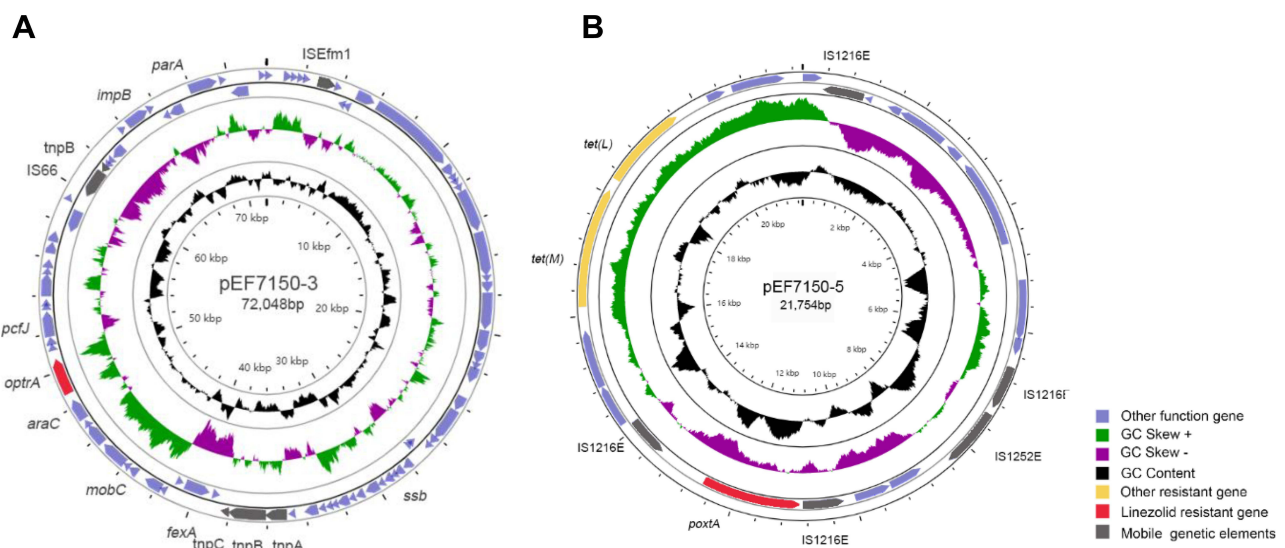 A
B
ISEfm1
parA
impB
tnpB
IS66
pcfJ
optrA
araC
mobC
fexA
tnpC
tnpB
tnpA
ssb
70 kbp
10 kbp
60 kbp
pEF7150-3
72,048bp
20 kbp
50 kbp
30 kbp
40 kbp
IS1216E
tet(L)
tet(M)
20 kbp
2 kbp
18 kbp
4 kbp
pEF7150-5
21,754bp
16 kbp
6 kbp
14 kbp
8 kbp
12 kbp
10 kbp
IS1252E
IS1216E
poxtA
IS1216E
Other function gene
GC Skew +
GC Skew -
GC Content
Other resistant gene
Linezolid resistant gene
Mobile genetic elements